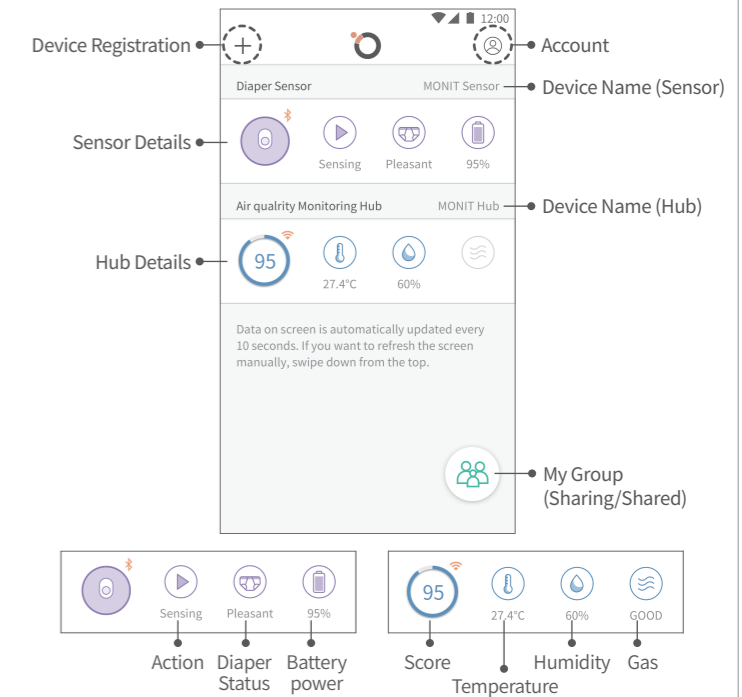 12:00
Device Registration
Account
Diaper Sensor MONIT Sensor
Device Name (Sensor)
Sensor Details
Sensing Pleasant 95%
Air qualrity Monitoring Hub MONIT Hub
Device Name (Hub)
Hub Details
95
27.4°C 60%
Data on screen is automatically updated every
10 seconds. If you want to refresh the screen
manually, swipe down from the top.
My Group
(Sharing/Shared)
Sensing Pleasant 95%
Action Diaper Battery
Status power
95
27.4°C 60% GOOD
Score Humidity Gas
Temperature